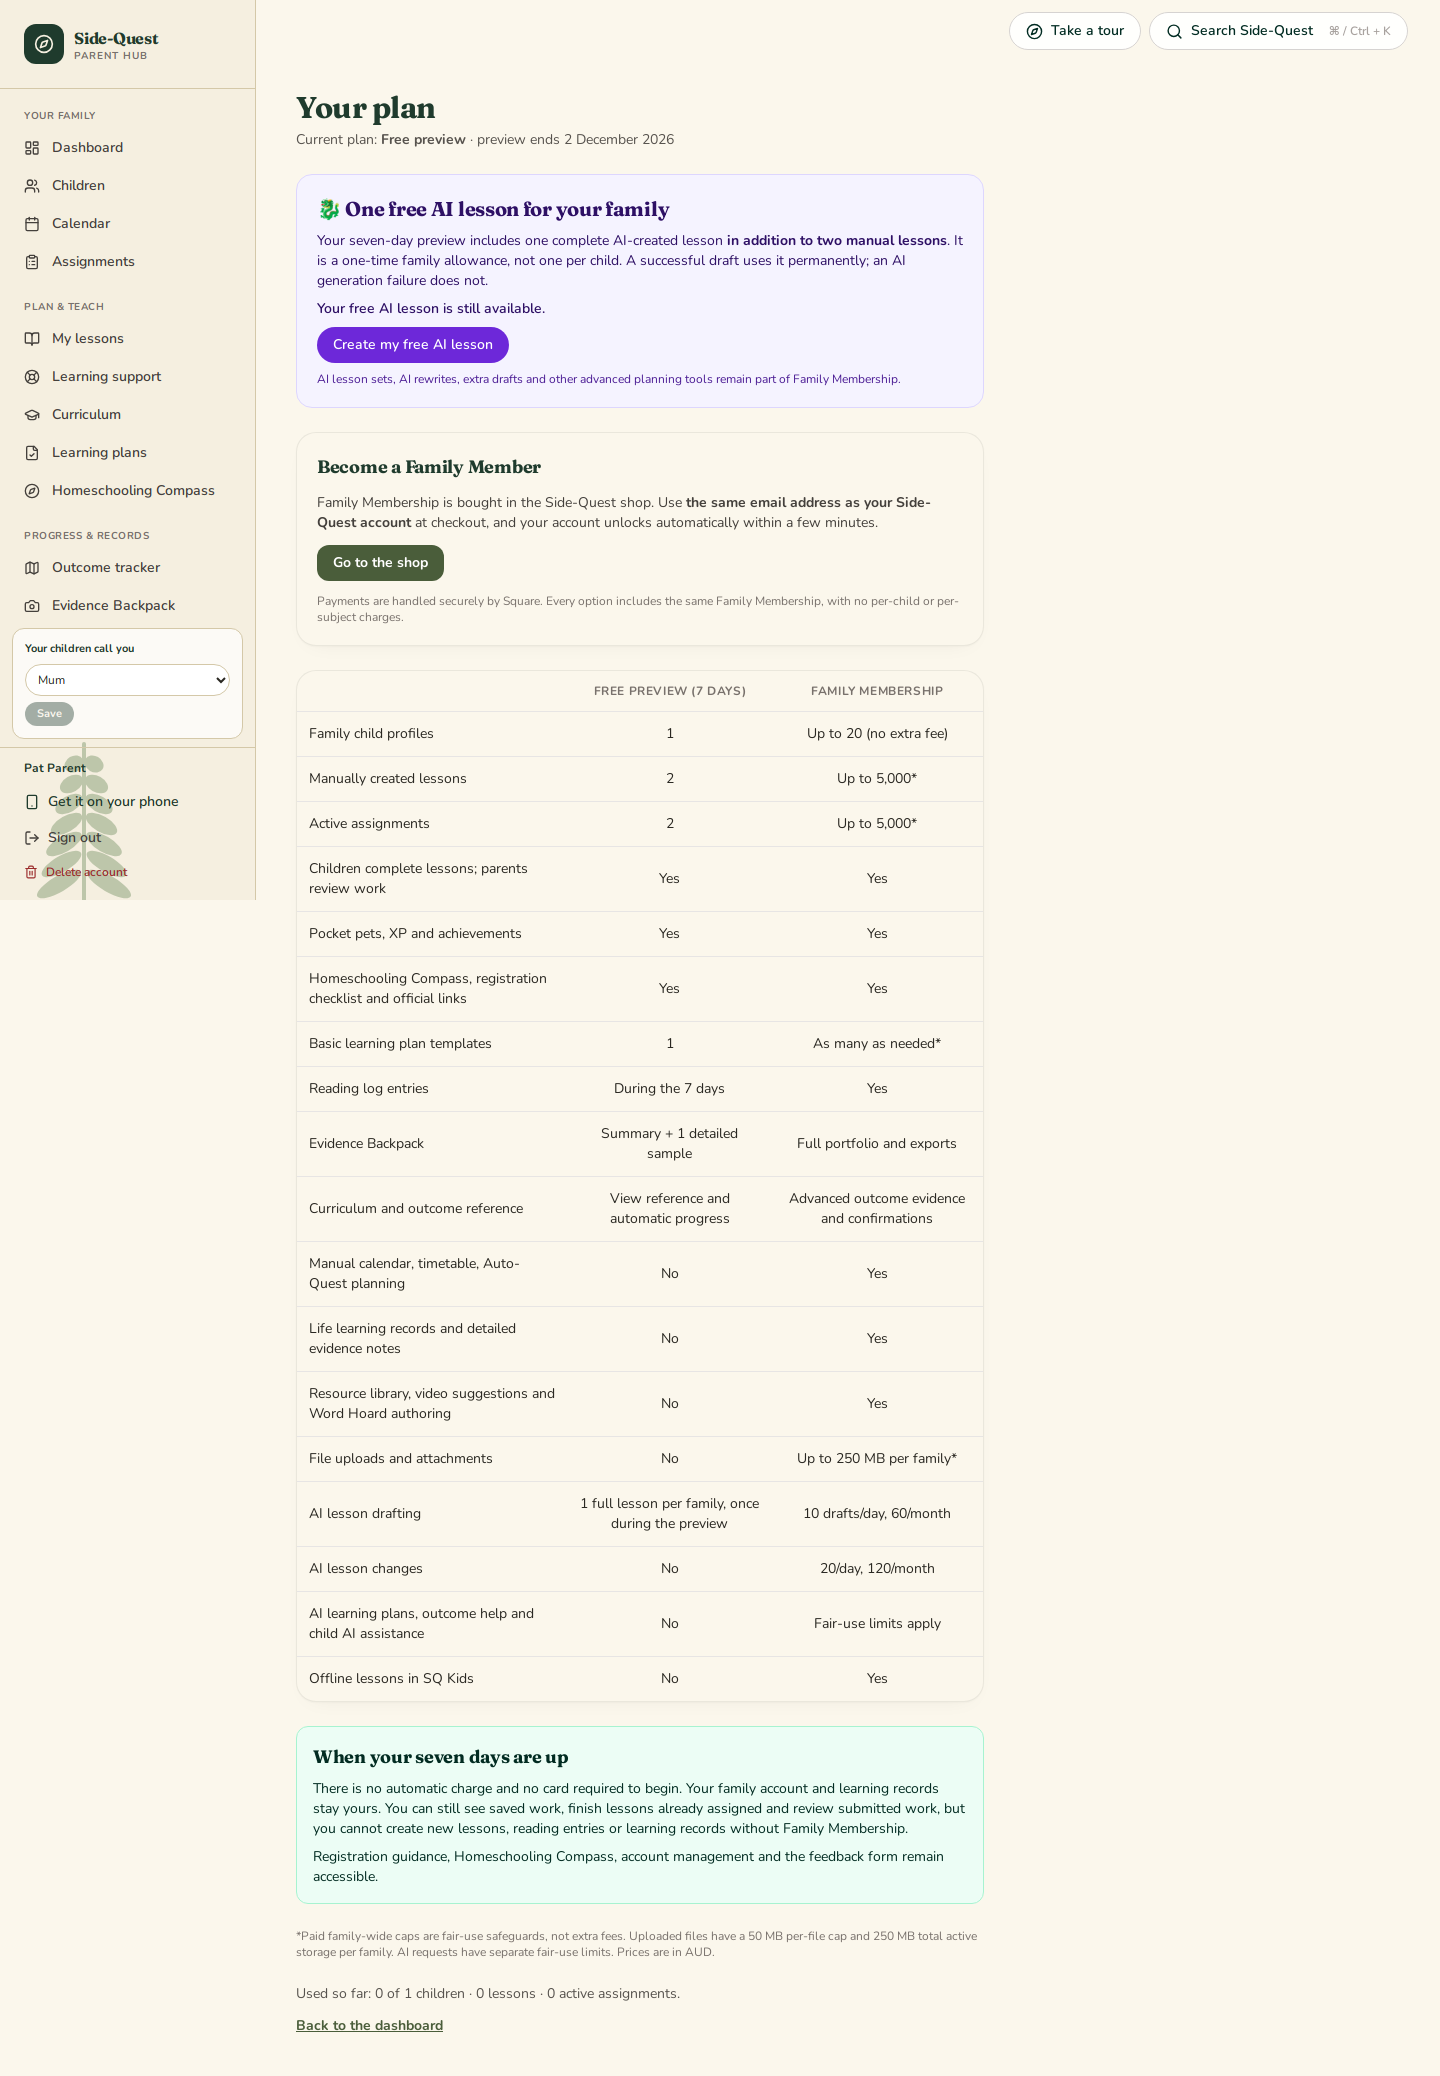 Side-Quest
PARENT HUB
YOUR FAMILY
Dashboard
Children
Calendar
Assignments
PLAN & TEACH
My lessons
Learning support
Curriculum
Learning plans
Homeschooling Compass
PROGRESS & RECORDS
Outcome tracker
Evidence Backpack
Your children call you
Mum
Save
Pat Parent
Get it on your phone
Sign out
Delete account
Take a tour
Search Side-Quest ⌘ / Ctrl + K
Your plan
Current plan: Free preview · preview ends 2 December 2026
🐉 One free AI lesson for your family
Your seven-day preview includes one complete AI-created lesson in addition to two manual lessons. It
is a one-time family allowance, not one per child. A successful draft uses it permanently; an AI
generation failure does not.
Your free AI lesson is still available.
Create my free AI lesson
AI lesson sets, AI rewrites, extra drafts and other advanced planning tools remain part of Family Membership.
Become a Family Member
Family Membership is bought in the Side-Quest shop. Use the same email address as your Side-
Quest account at checkout, and your account unlocks automatically within a few minutes.
Go to the shop
Payments are handled securely by Square. Every option includes the same Family Membership, with no per-child or per-
subject charges.
FREE PREVIEW (7 DAYS) FAMILY MEMBERSHIP
Family child profiles 1 Up to 20 (no extra fee)
Manually created lessons 2 Up to 5,000*
Active assignments 2 Up to 5,000*
Children complete lessons; parents
review work
Yes Yes
Pocket pets, XP and achievements Yes Yes
Homeschooling Compass, registration
checklist and official links
Yes Yes
Basic learning plan templates 1 As many as needed*
Reading log entries During the 7 days Yes
Evidence Backpack
Summary + 1 detailed
sample
Full portfolio and exports
Curriculum and outcome reference
View reference and
automatic progress
Advanced outcome evidence
and confirmations
Manual calendar, timetable, Auto-
Quest planning
No Yes
Life learning records and detailed
evidence notes
No Yes
Resource library, video suggestions and
Word Hoard authoring
No Yes
File uploads and attachments No Up to 250 MB per family*
AI lesson drafting
1 full lesson per family, once
during the preview
10 drafts/day, 60/month
AI lesson changes No 20/day, 120/month
AI learning plans, outcome help and
child AI assistance
No Fair-use limits apply
Offline lessons in SQ Kids No Yes
When your seven days are up
There is no automatic charge and no card required to begin. Your family account and learning records
stay yours. You can still see saved work, finish lessons already assigned and review submitted work, but
you cannot create new lessons, reading entries or learning records without Family Membership.
Registration guidance, Homeschooling Compass, account management and the feedback form remain
accessible.
*Paid family-wide caps are fair-use safeguards, not extra fees. Uploaded files have a 50 MB per-file cap and 250 MB total active
storage per family. AI requests have separate fair-use limits. Prices are in AUD.
Used so far: 0 of 1 children · 0 lessons · 0 active assignments.
Back to the dashboard